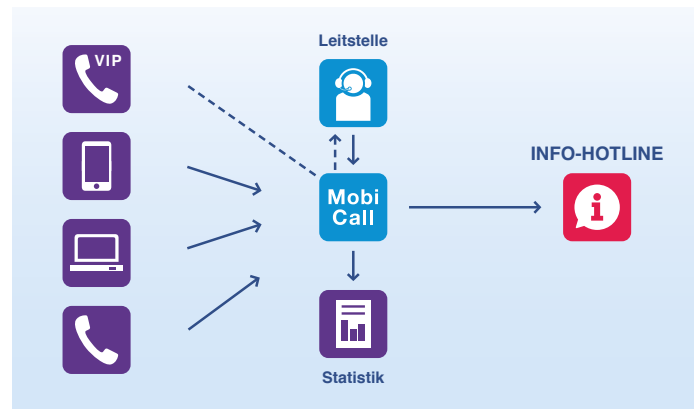 VIP
Leitstelle
Mobi
Call
INFO-HOTLINE
i
Statistik